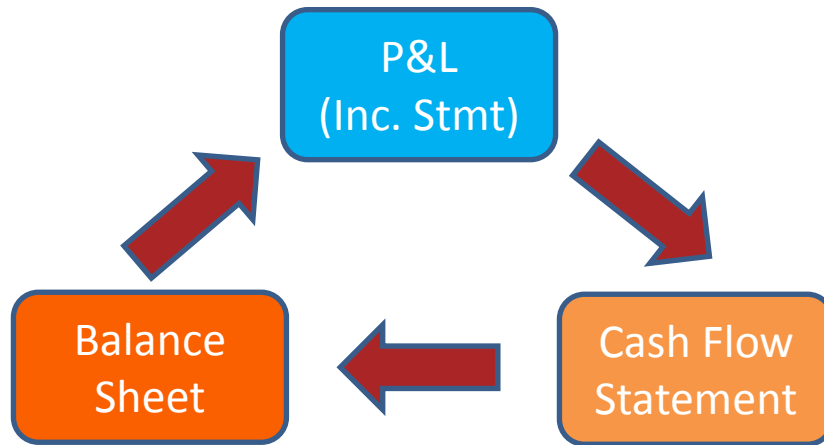 P&L
(Inc. Stmt)
Balance
Sheet
Cash Flow
Statement